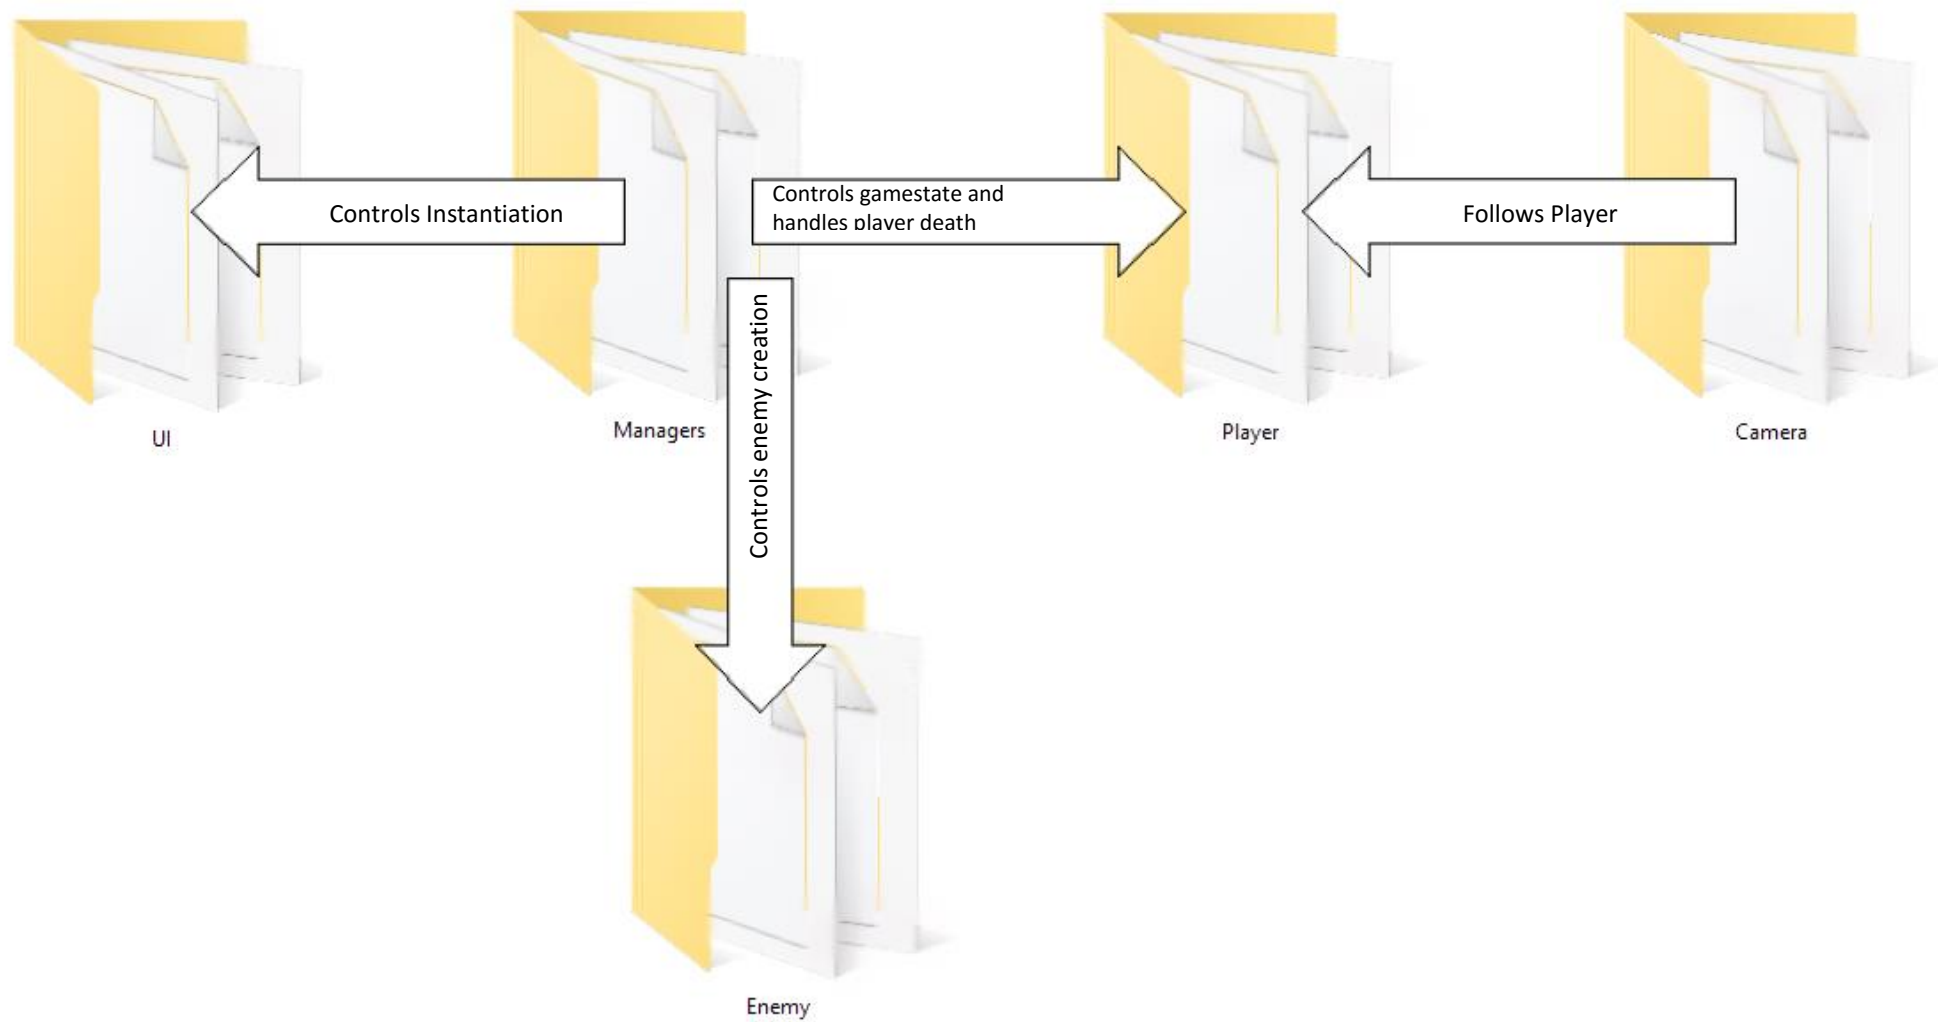 Controls Instantiation
Controls gamestate and
handles player death
Follows Player
Controls enemy creation
UI
Managers
Player
Camera
Enemy